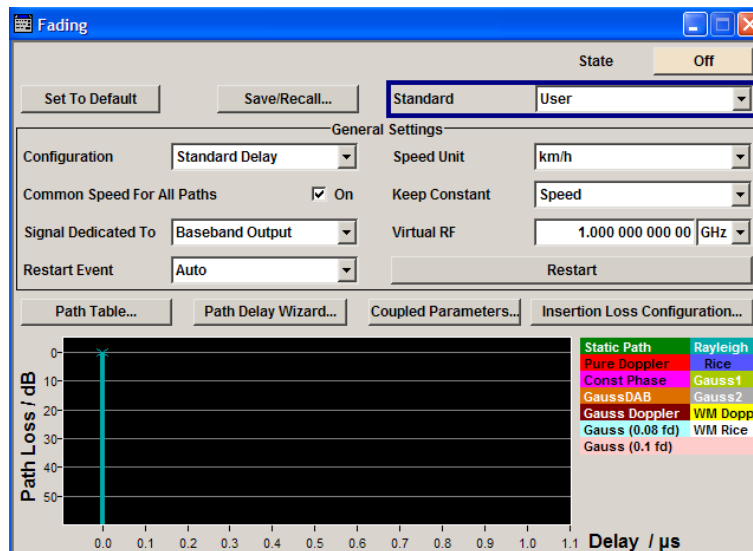 Fading
State Off
Set To Default Save/Recall... Standard User
General Settings
Configuration Standard Delay Speed Unit km/h
Common Speed For All Paths On Keep Constant Speed
Signal Dedicated To Baseband Output Virtual RF 1.000 000 000 00 GHz
Restart Event Auto Restart
Path Table... Path Delay Wizard... Coupled Parameters... Insertion Loss Configuration...
Static Path Rayleigh
Pure Doppler Rice
Const Phase Gauss1
GaussDAB Gauss2
Gauss Doppler WM Dopp
Gauss (0.08 fd) WM Rice
Gauss (0.1 fd)
Path Loss / dB
0
10
20
30
40
50
0.0 0.1 0.2 0.3 0.4 0.5 0.6 0.7 0.8 0.9 1.0 1.1 Delay / µs